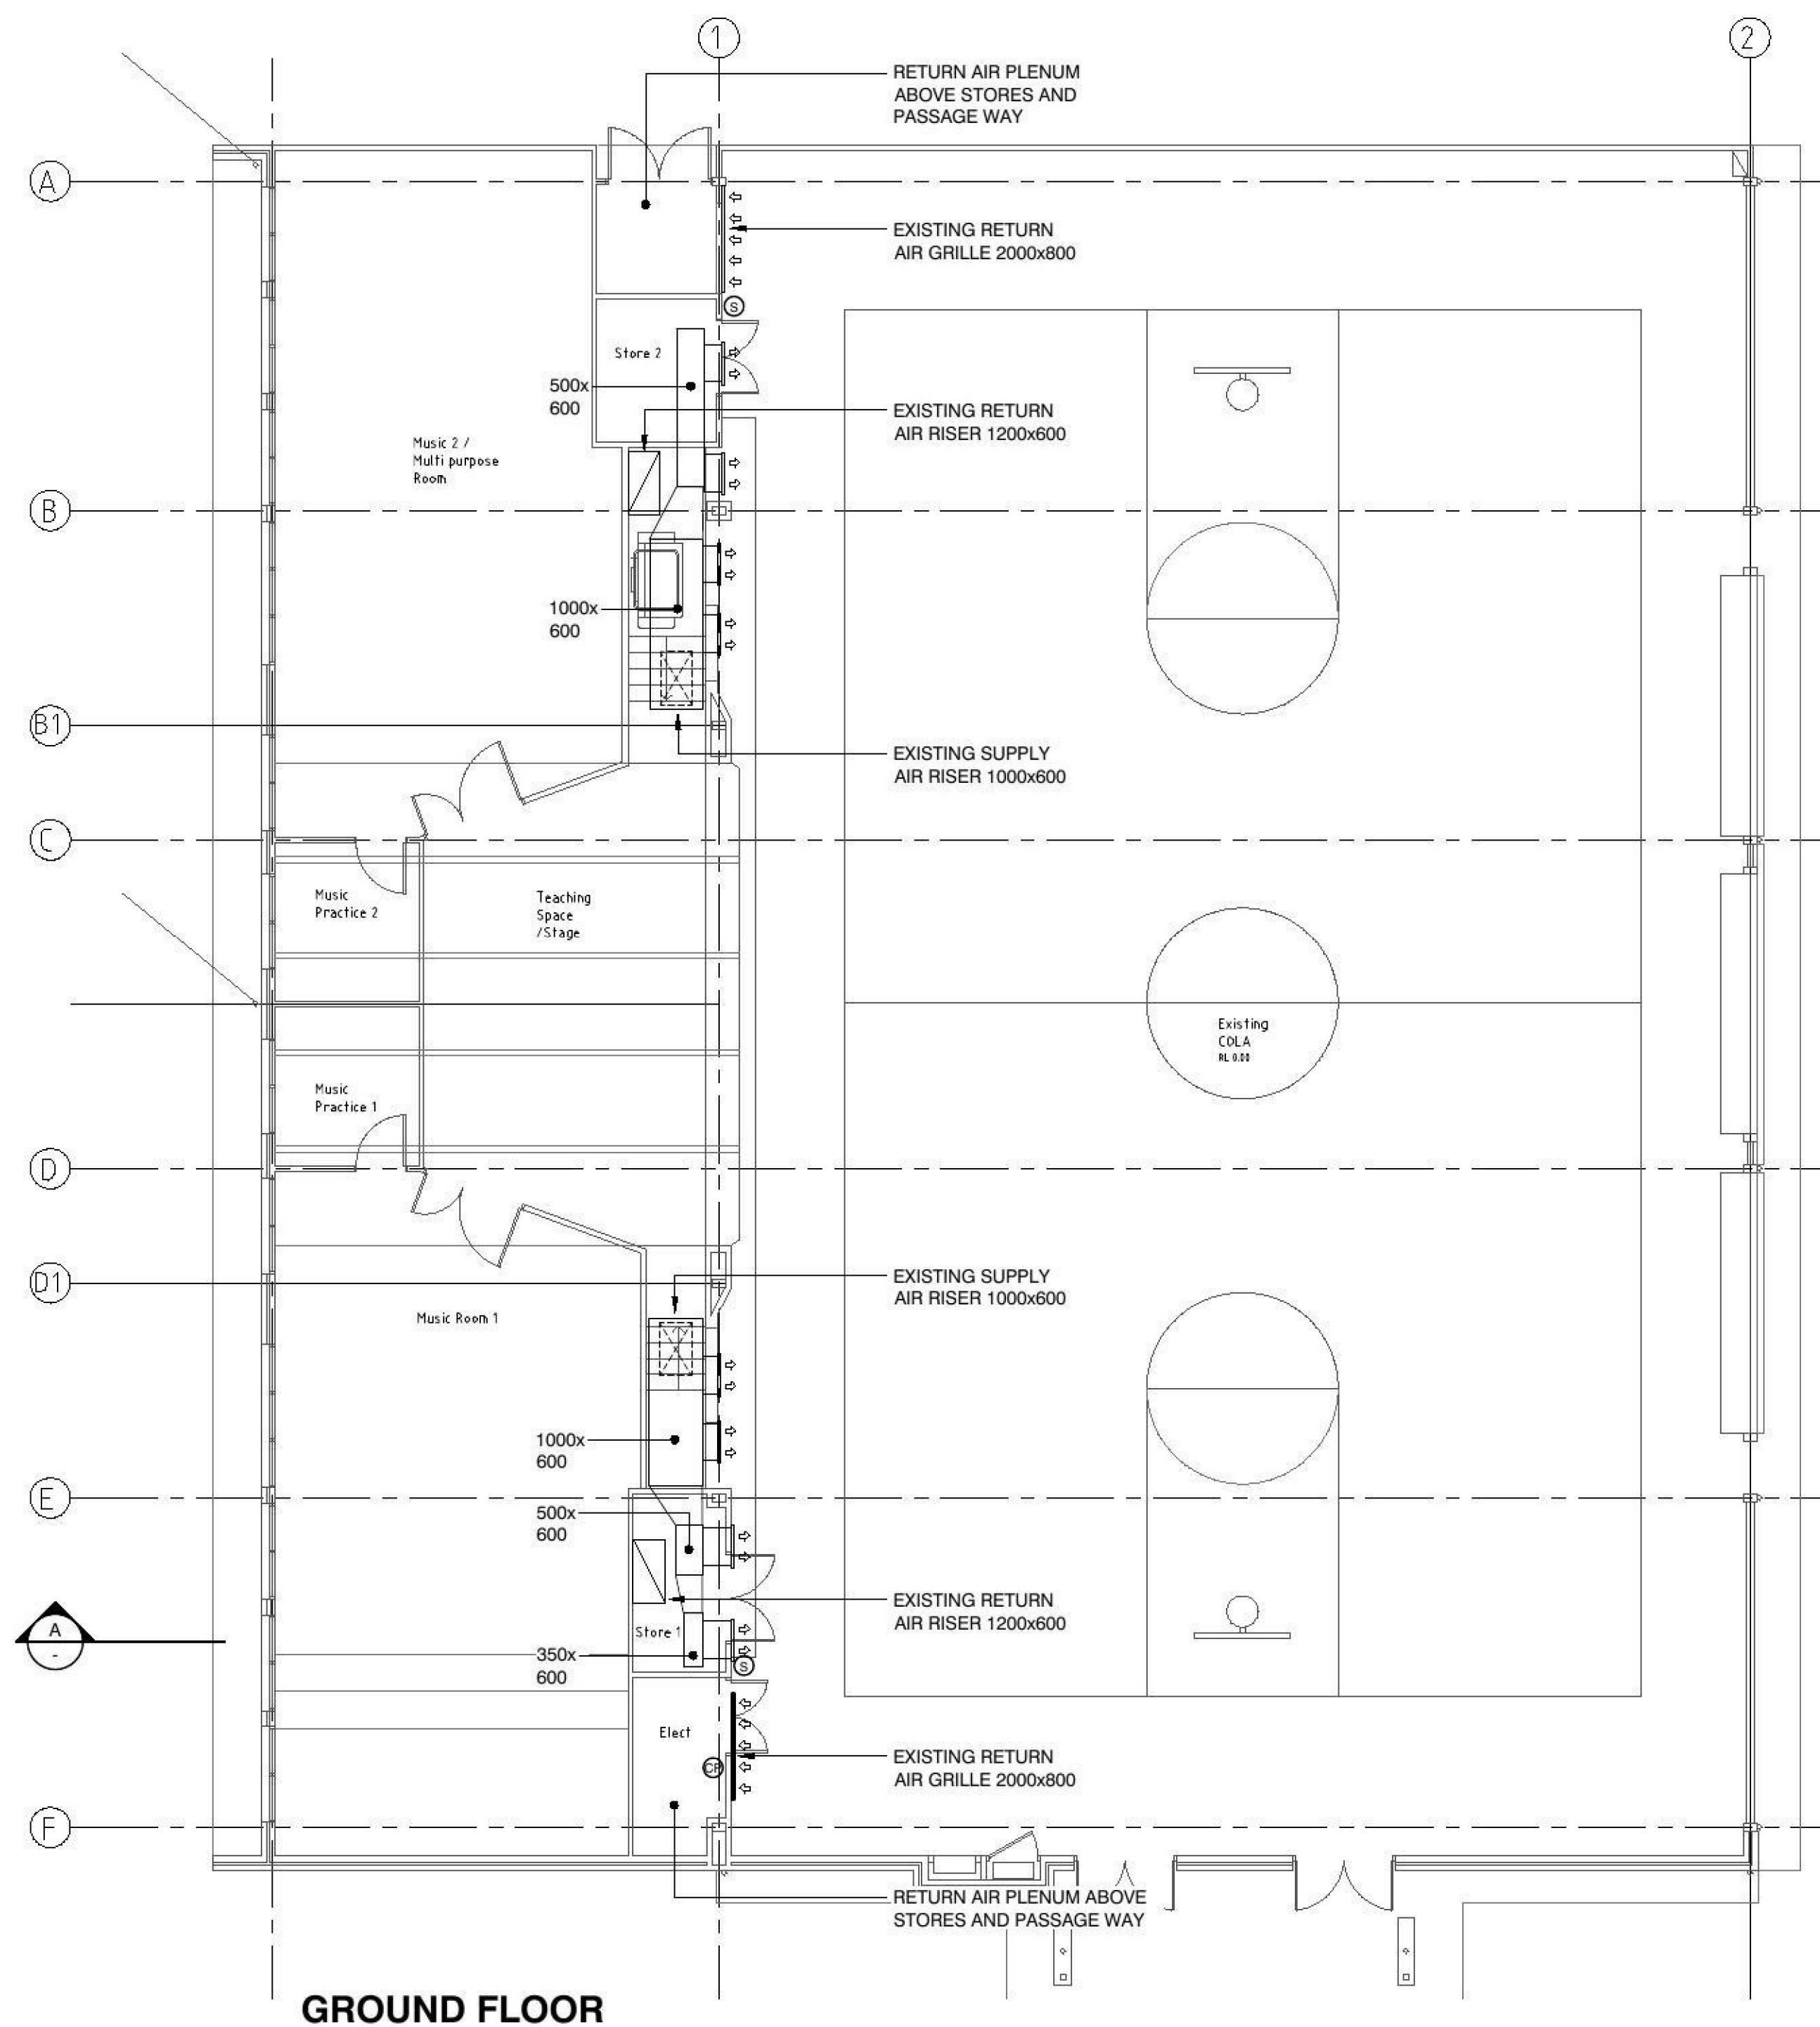 1
2
RETURN AIR PLENUM
ABOVE STORES AND
PASSAGE WAY
A
EXISTING RETURN
AIR GRILLE 2000x800
S
Store 2
500x
600
EXISTING RETURN
AIR RISER 1200x600
Music 2 /
Multi purpose
Room
B
1000x
600
B1
EXISTING SUPPLY
AIR RISER 1000x600
C
Music
Practice 2
Teaching
Space
/Stage
Existing
COLA
RL 0.00
Music
Practice 1
D
D1
EXISTING SUPPLY
AIR RISER 1000x600
Music Room 1
1000x
600
E
500x
600
EXISTING RETURN
AIR RISER 1200x600
A
-
Store 1
350x
600
S
Elect
CP
EXISTING RETURN
AIR GRILLE 2000x800
F
RETURN AIR PLENUM ABOVE
STORES AND PASSAGE WAY
GROUND FLOOR